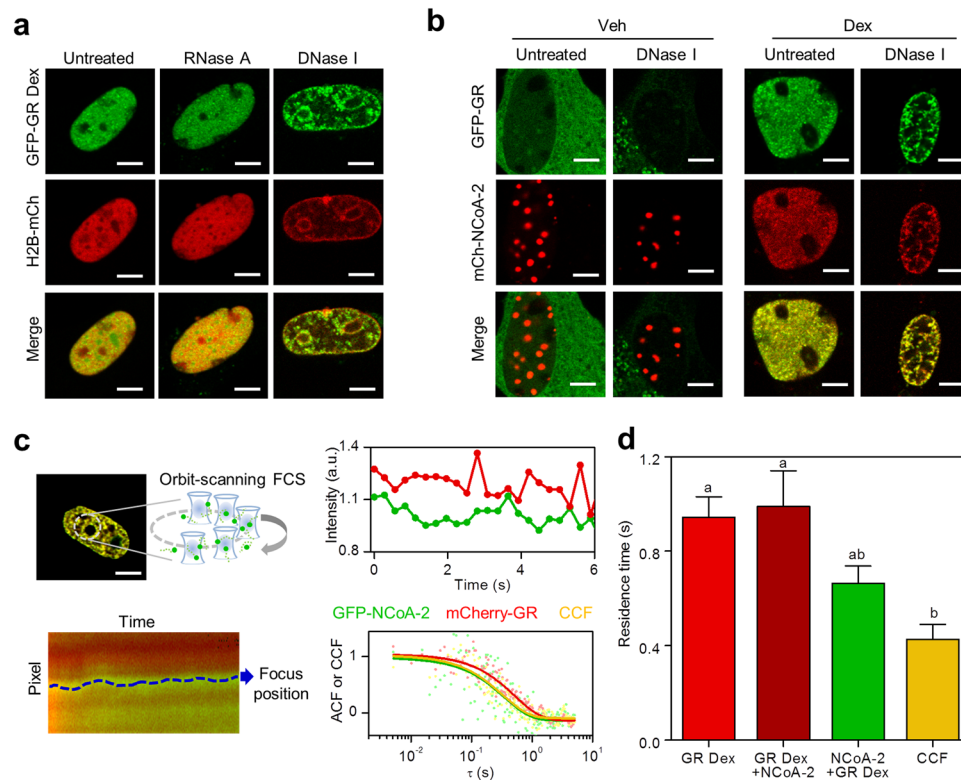 a
Untreated RNase A DNase I
GFP-GR Dex
H2B-mCh
Merge
b
Veh Dex
Untreated DNase I Untreated DNase I
GFP-GR
mCh-NCoA-2
Merge
c
Orbit-scanning FCS
Time
Pixel
Focus
position
Intensity (a.u.)
1.4
1.1
0.8
0 2 4 6
Time (s)
GFP-NCoA-2 mCherry-GR CCF
ACF or CCF
1
0
10⁻² 10⁻¹ 10⁰ 10¹
τ (s)
d
Residence time (s)
1.2
0.8
0.4
0.0
a a ab b
GR Dex GR Dex NCoA-2 CCF
+NCoA-2 +GR Dex